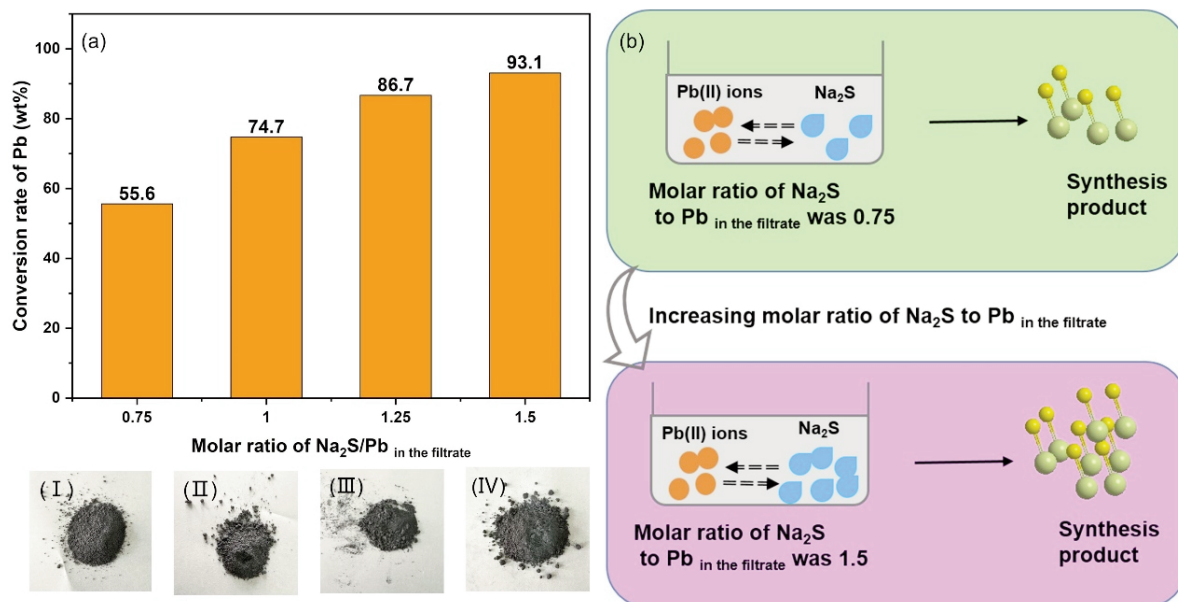 (a)
Conversion rate of Pb (wt%)
100
80
60
40
20
0
55.6
74.7
86.7
93.1
0.75
1
1.25
1.5
Molar ratio of Na₂S/Pb in the filtrate
(Ⅰ)
(Ⅱ)
(Ⅲ)
(Ⅳ)
(b)
Pb(II) ions
Na₂S
Molar ratio of Na₂S
to Pb in the filtrate was 0.75
Synthesis
product
Increasing molar ratio of Na₂S to Pb in the filtrate
Pb(II) ions
Na₂S
Molar ratio of Na₂S
to Pb in the filtrate was 1.5
Synthesis
product